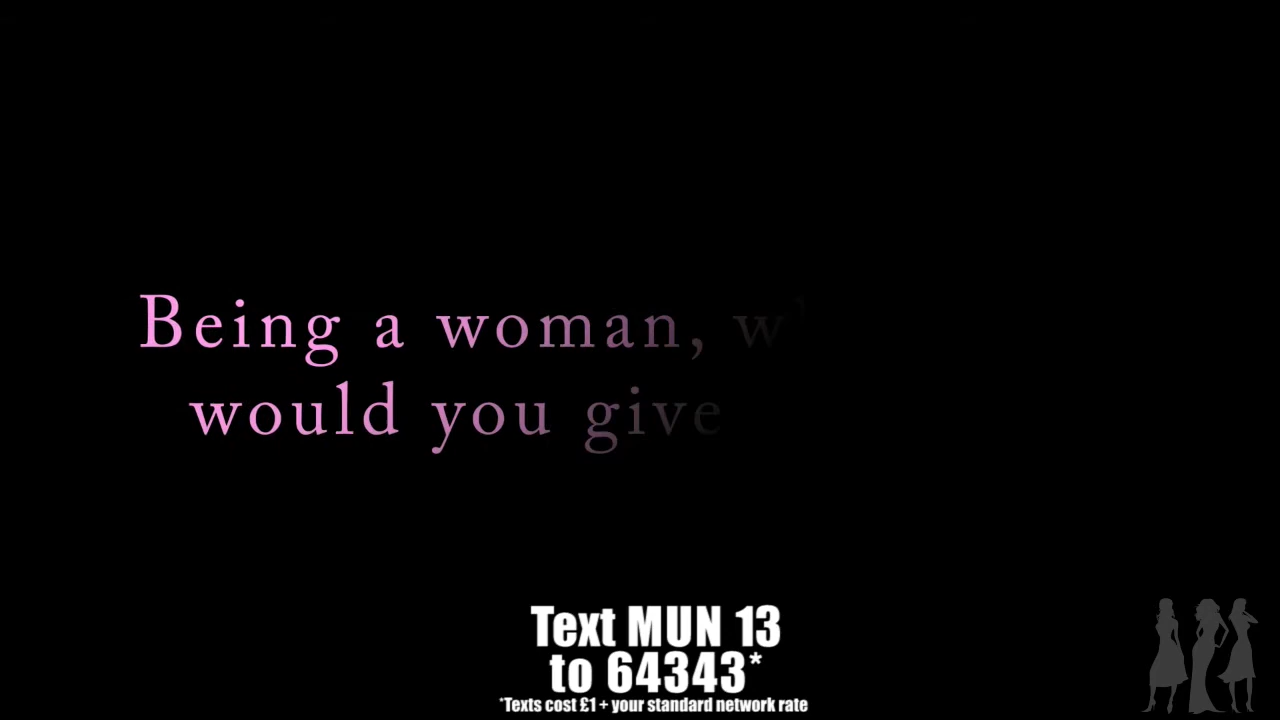 Being a woman,
would you give
Text MUN 13
to 64343*
*Texts cost £1 + your standard network rate